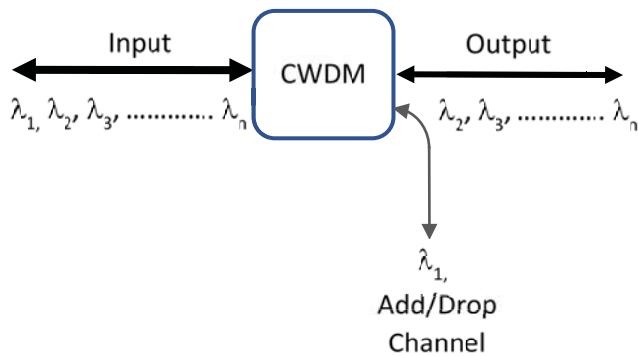 Input
CWDM
Output
λ₁, λ₂, λ₃, ............. λₙ
λ₂, λ₃, ............. λₙ
λ₁,
Add/Drop
Channel